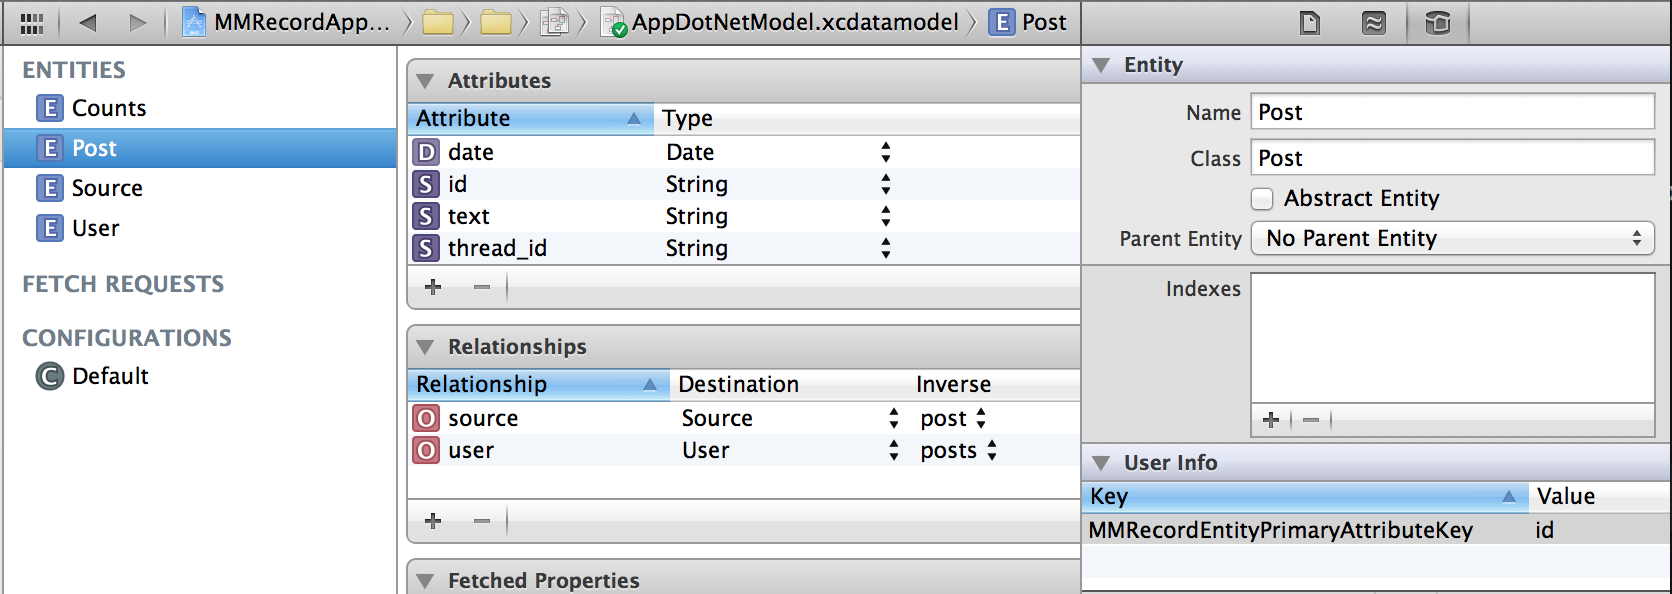 MMRecordApp... AppDotNetModel.xcdatamodel E Post
ENTITIES
E Counts
E Post
E Source
E User
FETCH REQUESTS
CONFIGURATIONS
C Default
Attributes
Attribute Type
D date Date
S id String
S text String
S thread_id String
+ −
Relationships
Relationship Destination Inverse
O source Source post
O user User posts
+ −
Fetched Properties
Entity
Name Post
Class Post
Abstract Entity
Parent Entity No Parent Entity
Indexes
+ −
User Info
Key Value
MMRecordEntityPrimaryAttributeKey id